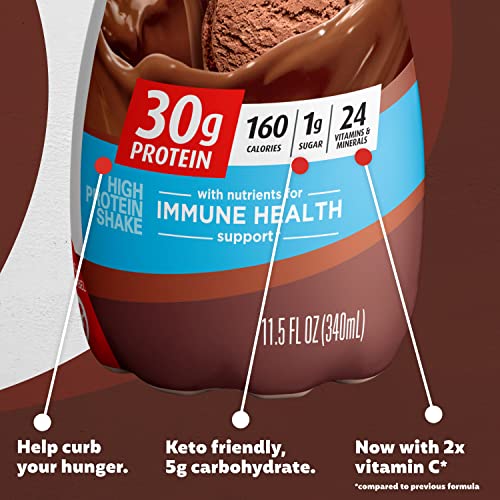 30g
PROTEIN
160
CALORIES
1g
SUGAR
24
VITAMINS &
MINERALS
HIGH
PROTEIN
SHAKE
with nutrients for
IMMUNE HEALTH
support†
11.5 FL OZ (340mL)
Help curb
your hunger.
Keto friendly,
5g carbohydrate.
Now with 2x
vitamin C*
*compared to previous formula